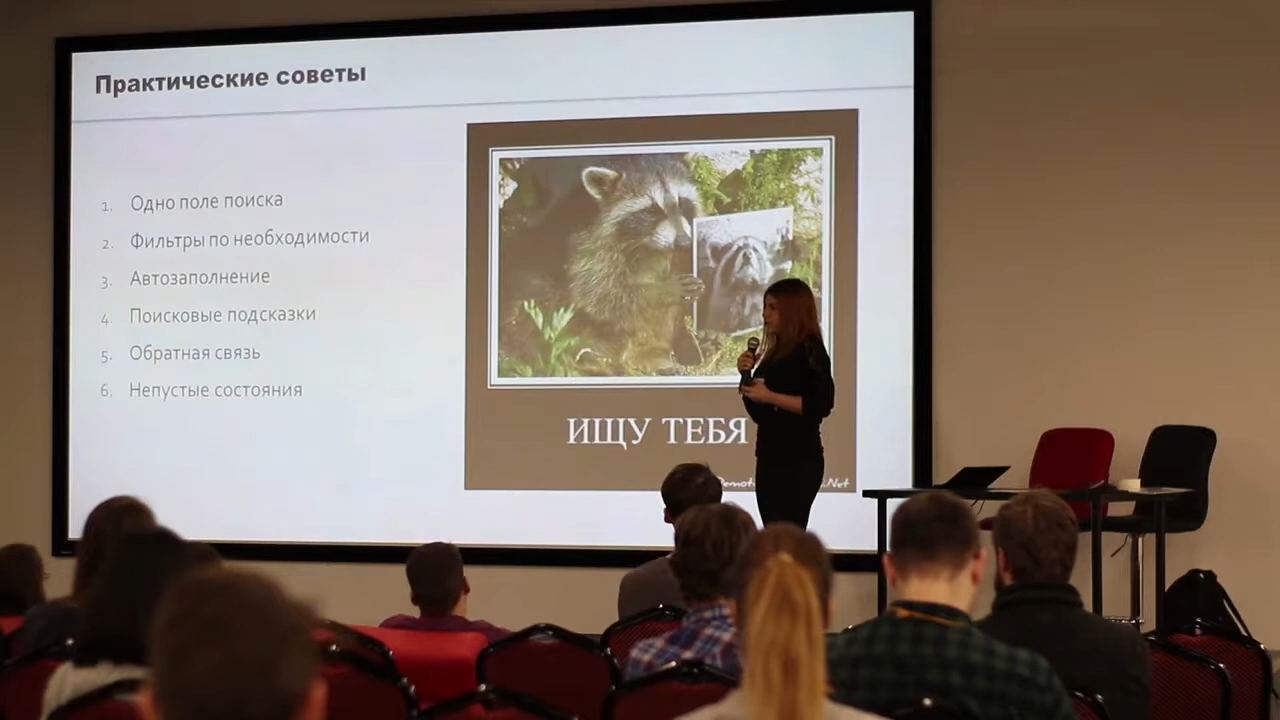 Практические советы
1. Одно поле поиска
2. Фильтры по необходимости
3. Автозаполнение
4. Поисковые подсказки
5. Обратная связь
6. Непустые состояния
ИЩУ ТЕБЯ